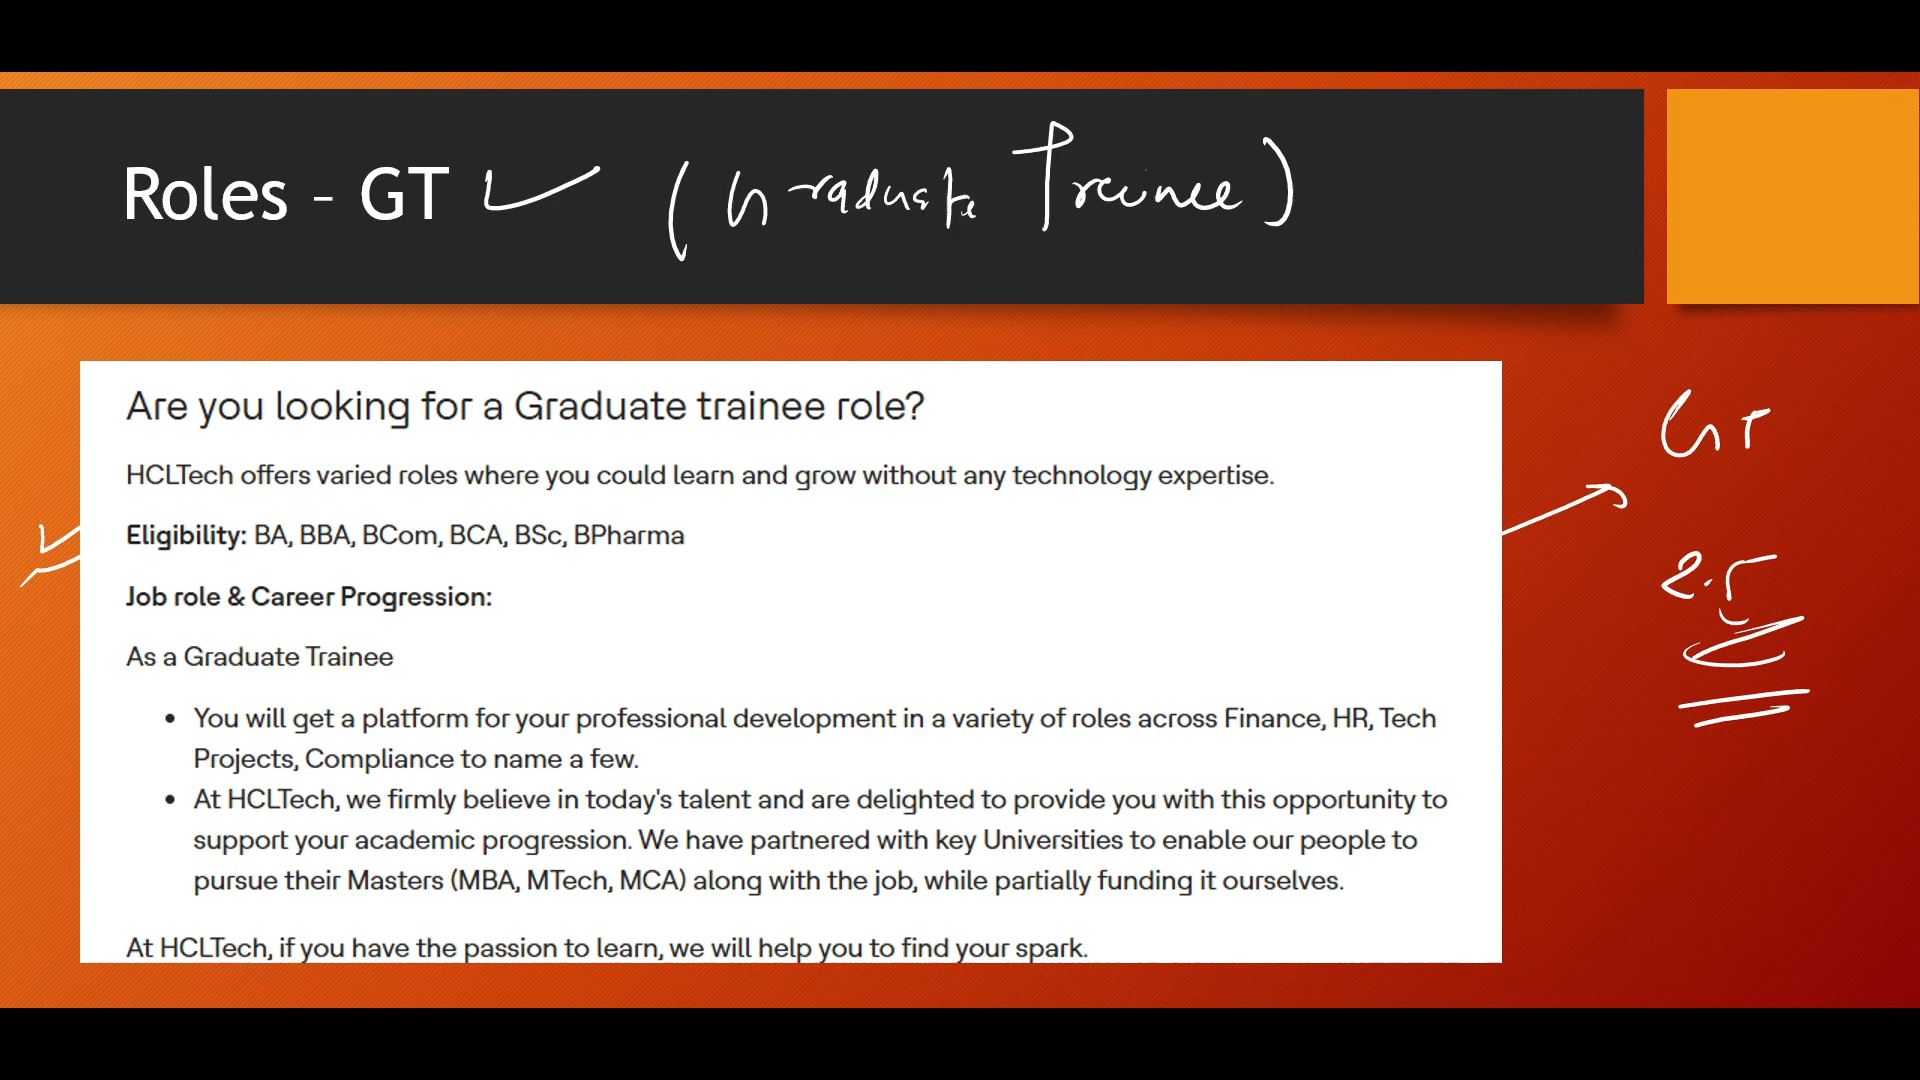 Roles - GT (Graduate Trainee)
Are you looking for a Graduate trainee role?
HCLTech offers varied roles where you could learn and grow without any technology expertise.
Eligibility: BA, BBA, BCom, BCA, BSc, BPharma
Job role & Career Progression:
As a Graduate Trainee
• You will get a platform for your professional development in a variety of roles across Finance, HR, Tech
Projects, Compliance to name a few.
• At HCLTech, we firmly believe in today's talent and are delighted to provide you with this opportunity to
support your academic progression. We have partnered with key Universities to enable our people to
pursue their Masters (MBA, MTech, MCA) along with the job, while partially funding it ourselves.
At HCLTech, if you have the passion to learn, we will help you to find your spark.
GT
2.5